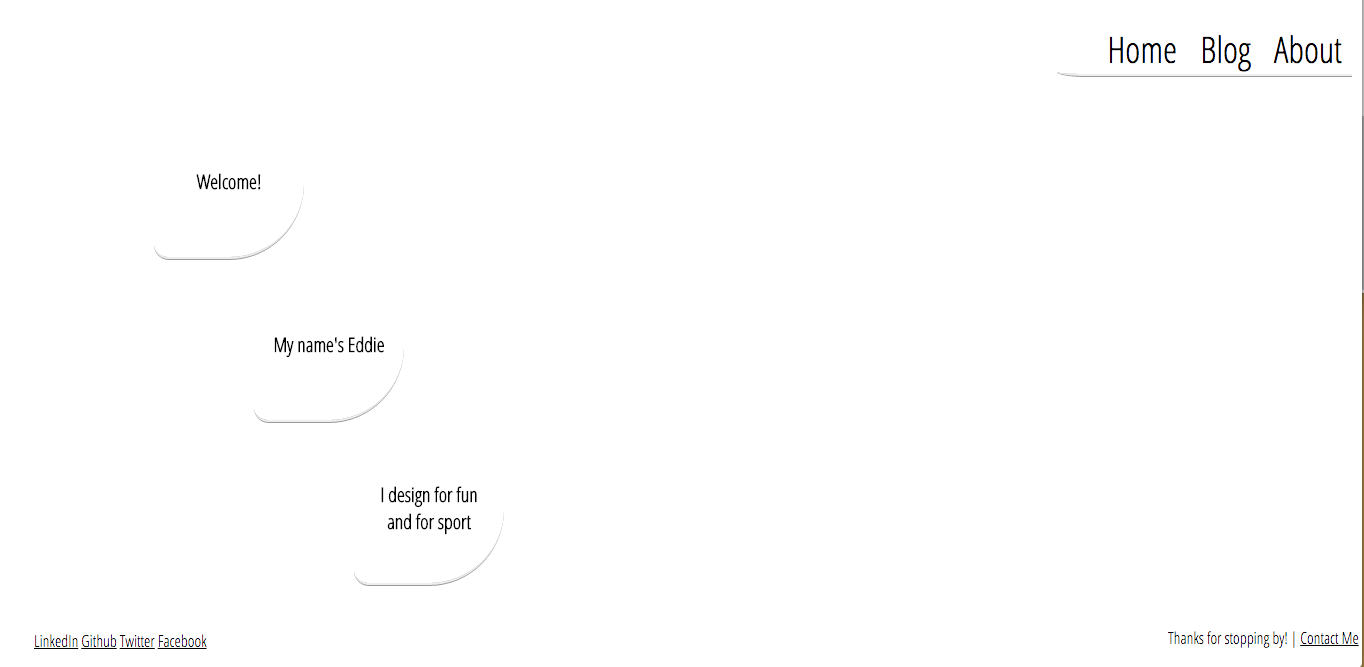 Home Blog About
Welcome!
My name's Eddie
I design for fun
and for sport
LinkedIn Github Twitter Facebook
Thanks for stopping by! | Contact Me